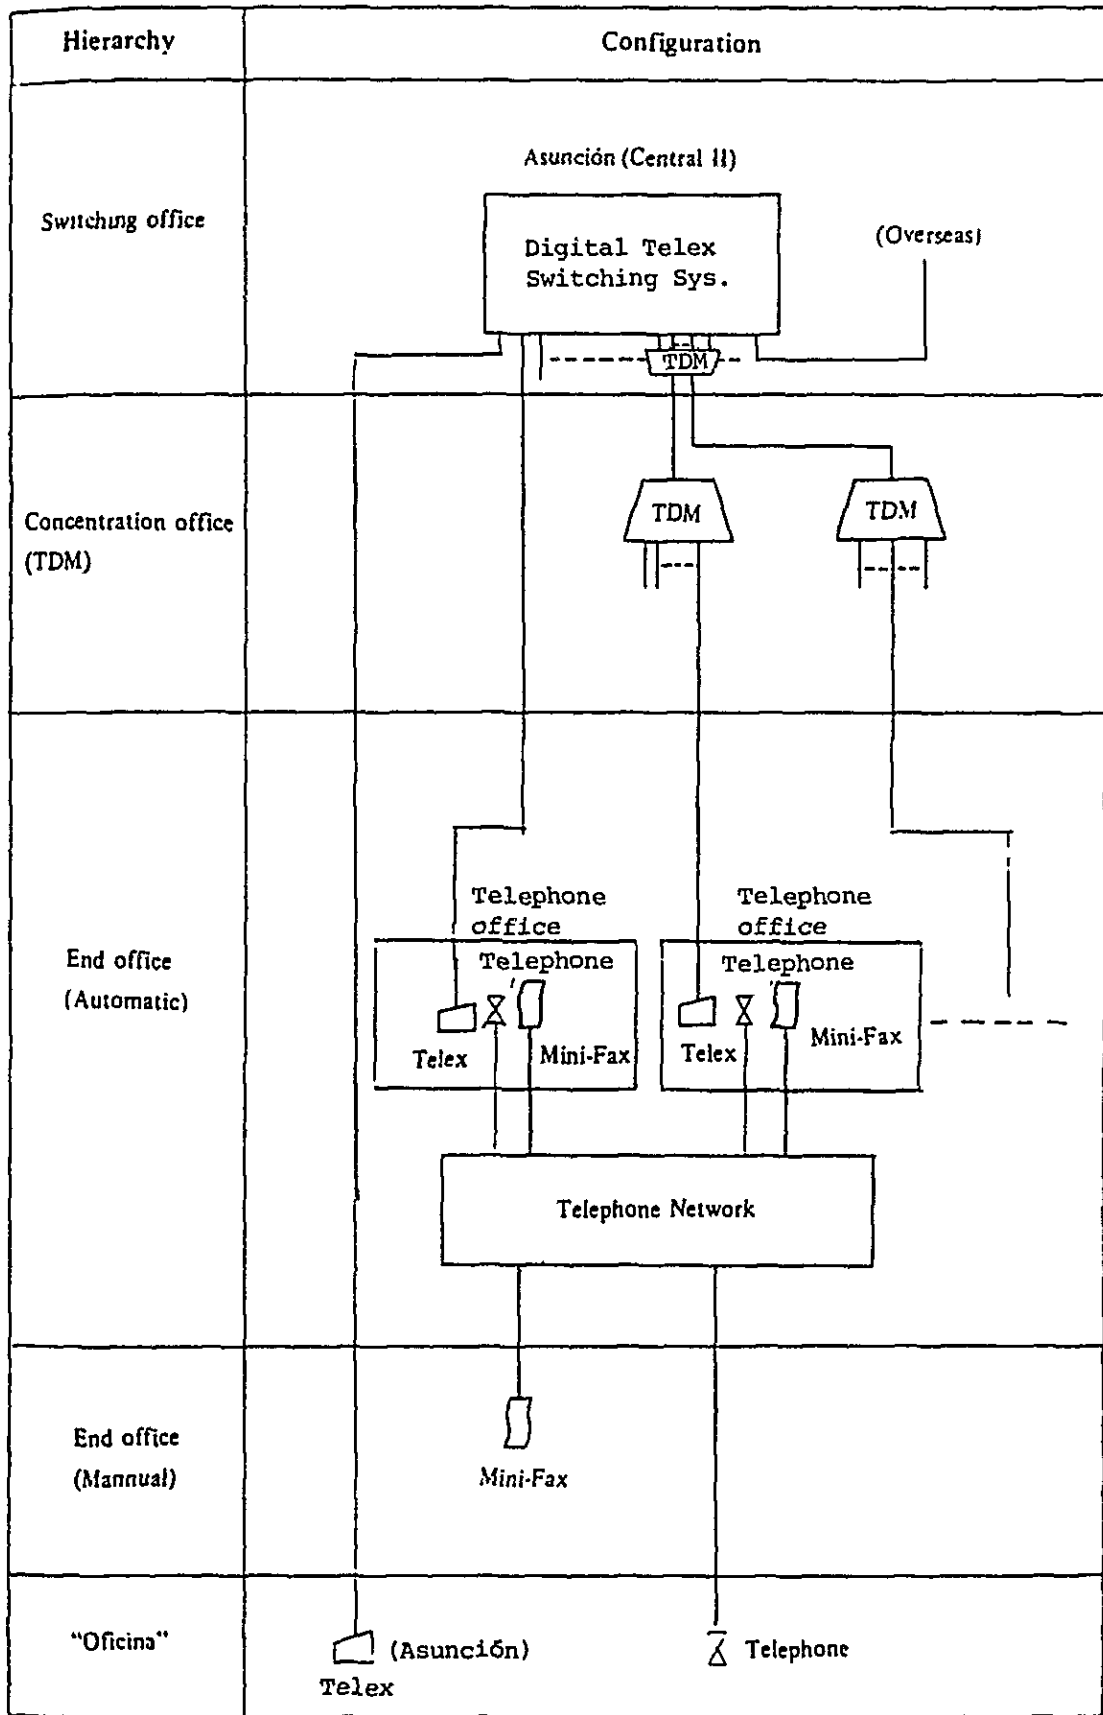 Hierarchy
Configuration
Switching office
Asunción (Central II)
Digital Telex
Switching Sys.
(Overseas)
TDM
Concentration office
(TDM)
TDM
TDM
End office
(Automatic)
Telephone
office
Telephone
Telex
Mini-Fax
Telephone
office
Telephone
Telex
Mini-Fax
Telephone Network
End office
(Mannual)
Mini-Fax
"Oficina"
(Asunción)
Telex
Telephone